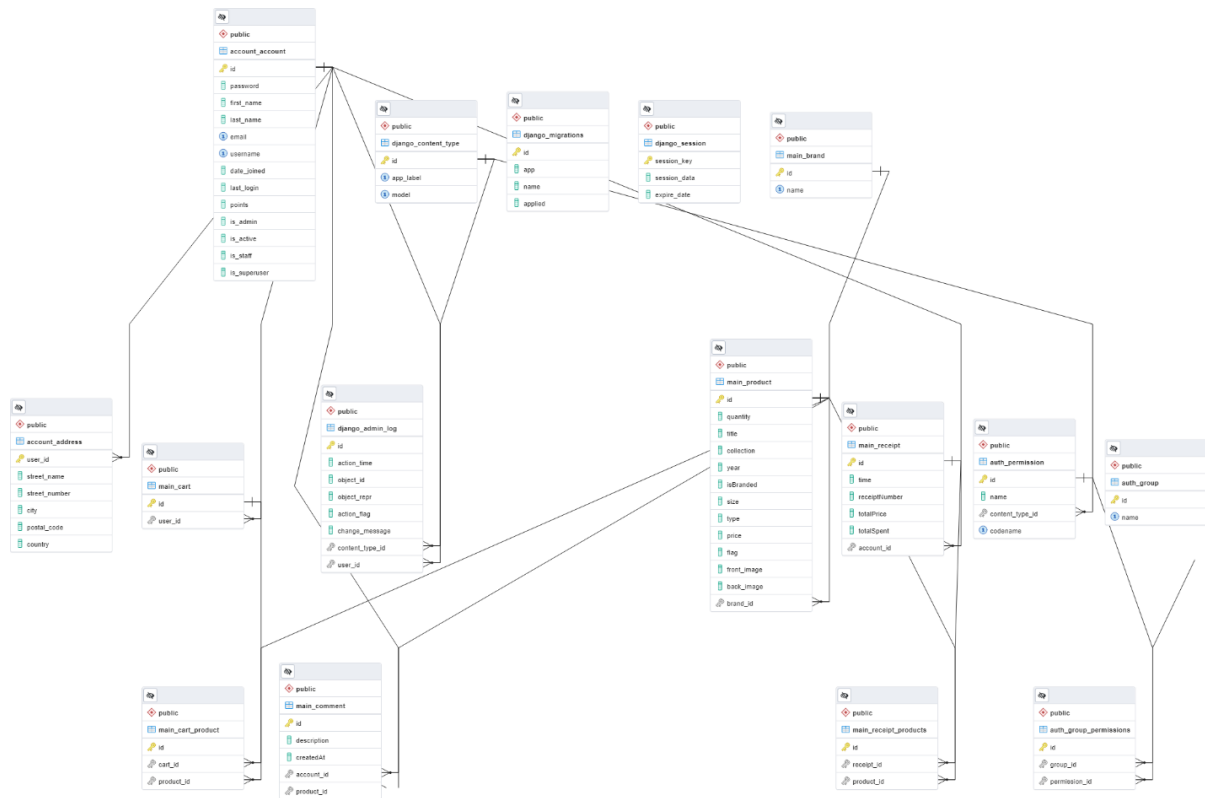 public
account_account
id
password
first_name
last_name
email
username
date_joined
last_login
points
is_admin
is_active
is_staff
is_superuser
public
django_content_type
id
app_label
model
public
django_migrations
id
app
name
applied
public
django_session
session_key
session_data
expire_date
public
main_brand
id
name
public
account_address
user_id
street_name
street_number
city
postal_code
country
public
main_cart
id
user_id
public
django_admin_log
id
action_time
object_id
object_repr
action_flag
change_message
content_type_id
user_id
public
main_product
id
quantity
title
collection
year
isBranded
size
type
price
flag
front_image
back_image
brand_id
public
main_receipt
id
time
receiptNumber
totalPrice
totalSpent
account_id
public
auth_permission
id
name
content_type_id
codename
public
auth_group
id
name
public
main_cart_product
id
cart_id
product_id
public
main_comment
id
description
createdAt
account_id
product_id
public
main_receipt_products
id
receipt_id
product_id
public
auth_group_permissions
id
group_id
permission_id